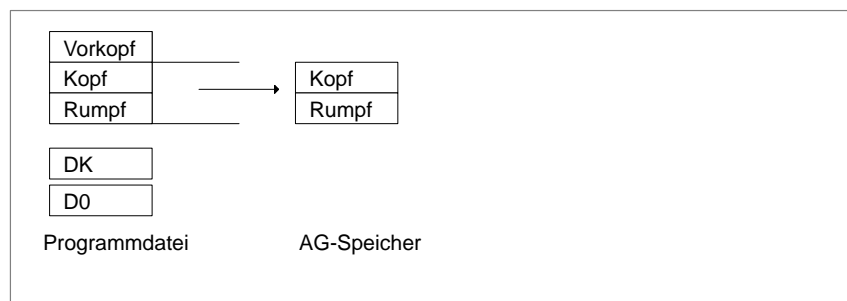 Vorkopf
Kopf
Rumpf
Kopf
Rumpf
DK
D0
Programmdatei
AG-Speicher